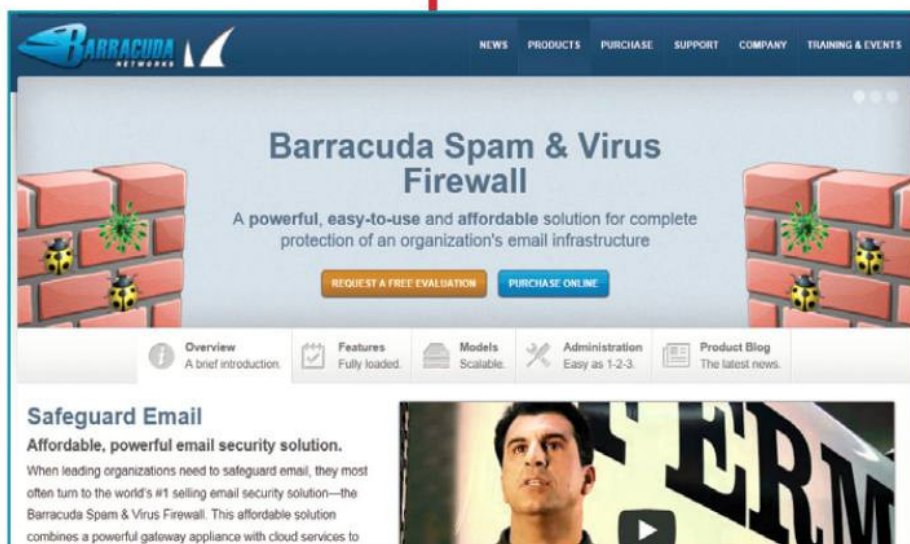 BARRACUDA
NETWORKS
NEWS PRODUCTS PURCHASE SUPPORT COMPANY TRAINING & EVENTS
Barracuda Spam & Virus
Firewall
A powerful, easy-to-use and affordable solution for complete
protection of an organization's email infrastructure
REQUEST A FREE EVALUATION PURCHASE ONLINE
Overview
A brief introduction.
Features
Fully loaded.
Models
Scalable.
Administration
Easy as 1-2-3.
Product Blog
The latest news.
Safeguard Email
Affordable, powerful email security solution.
When leading organizations need to safeguard email, they most
often turn to the world's #1 selling email security solution—the
Barracuda Spam & Virus Firewall. This affordable solution
combines a powerful gateway appliance with cloud services to
FERM